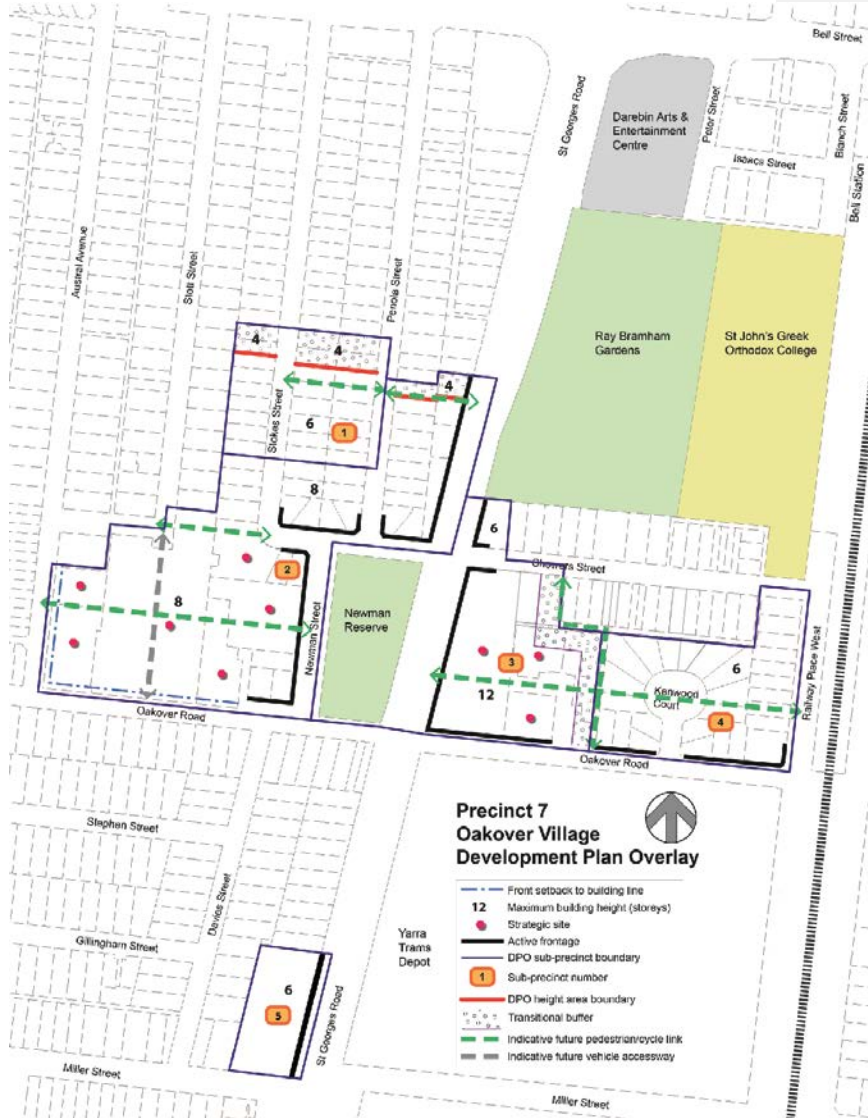 Bell Street
St Georges Road
Darebin Arts &
Entertainment
Centre
Peter Street
Blanch Street
Isaacs Street
Bell Station
Austral Avenue
Stott Street
Penola Street
Ray Bramham
Gardens
St John's Greek
Orthodox College
4
4
4
Stokes Street
6
1
8
6
Showers Street
2
8
Newman Street
Newman
Reserve
3
12
6
Kenwood
Court
4
Railway Place West
Oakover Road
Oakover Road
Stephen Street
Davies Street
Gillingham Street
Yarra
Trams
Depot
6
5
St Georges Road
Miller Street
Miller Street
Precinct 7
Oakover Village
Development Plan Overlay
Front setback to building line
12 Maximum building height (storeys)
Strategic site
Active frontage
DPO sub-precinct boundary
1 Sub-precinct number
DPO height area boundary
Transitional buffer
Indicative future pedestrian/cycle link
Indicative future vehicle accessway